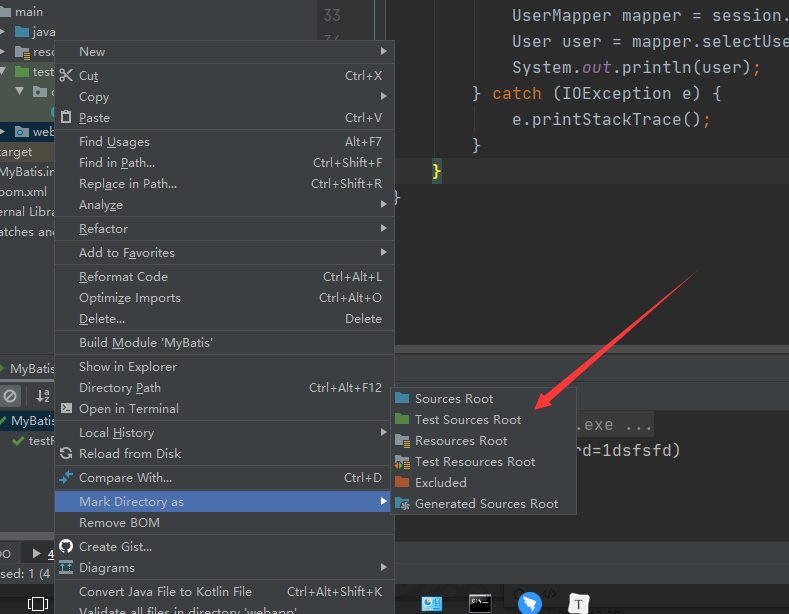 main
java
reso
test
web
target
MyBatis.im
pom.xml
ernal Libra
atches and
33
UserMapper mapper = session.
User user = mapper.selectUse
System.out.println(user);
} catch (IOException e) {
e.printStackTrace();
}
}
}
New
Cut Ctrl+X
Copy
Paste Ctrl+V
Find Usages Alt+F7
Find in Path... Ctrl+Shift+F
Replace in Path... Ctrl+Shift+R
Analyze
Refactor
Add to Favorites
Reformat Code Ctrl+Alt+L
Optimize Imports Ctrl+Alt+O
Delete... Delete
Build Module 'MyBatis'
Show in Explorer
Directory Path Ctrl+Alt+F12
Open in Terminal
Local History
Reload from Disk
Compare With... Ctrl+D
Mark Directory as
Remove BOM
Create Gist...
Diagrams
Convert Java File to Kotlin File Ctrl+Alt+Shift+K
Validate all files in directory 'webapp'
Sources Root
Test Sources Root
Resources Root
Test Resources Root
Excluded
Generated Sources Root
.exe ...
rd=1dsfsfd)
MyBatis
MyBatis
testF
DO
4
sed: 1 (4
T